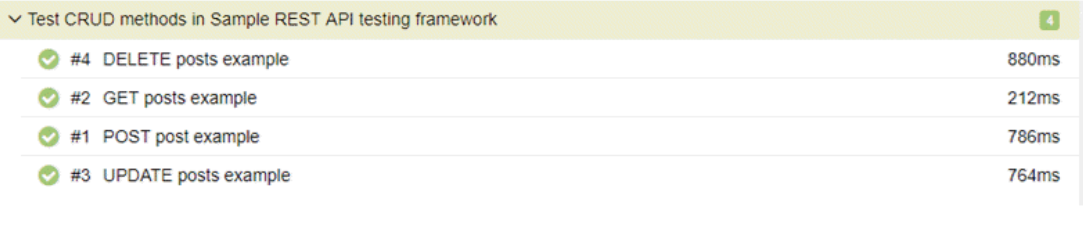 Test CRUD methods in Sample REST API testing framework 4
#4 DELETE posts example 880ms
#2 GET posts example 212ms
#1 POST post example 786ms
#3 UPDATE posts example 764ms